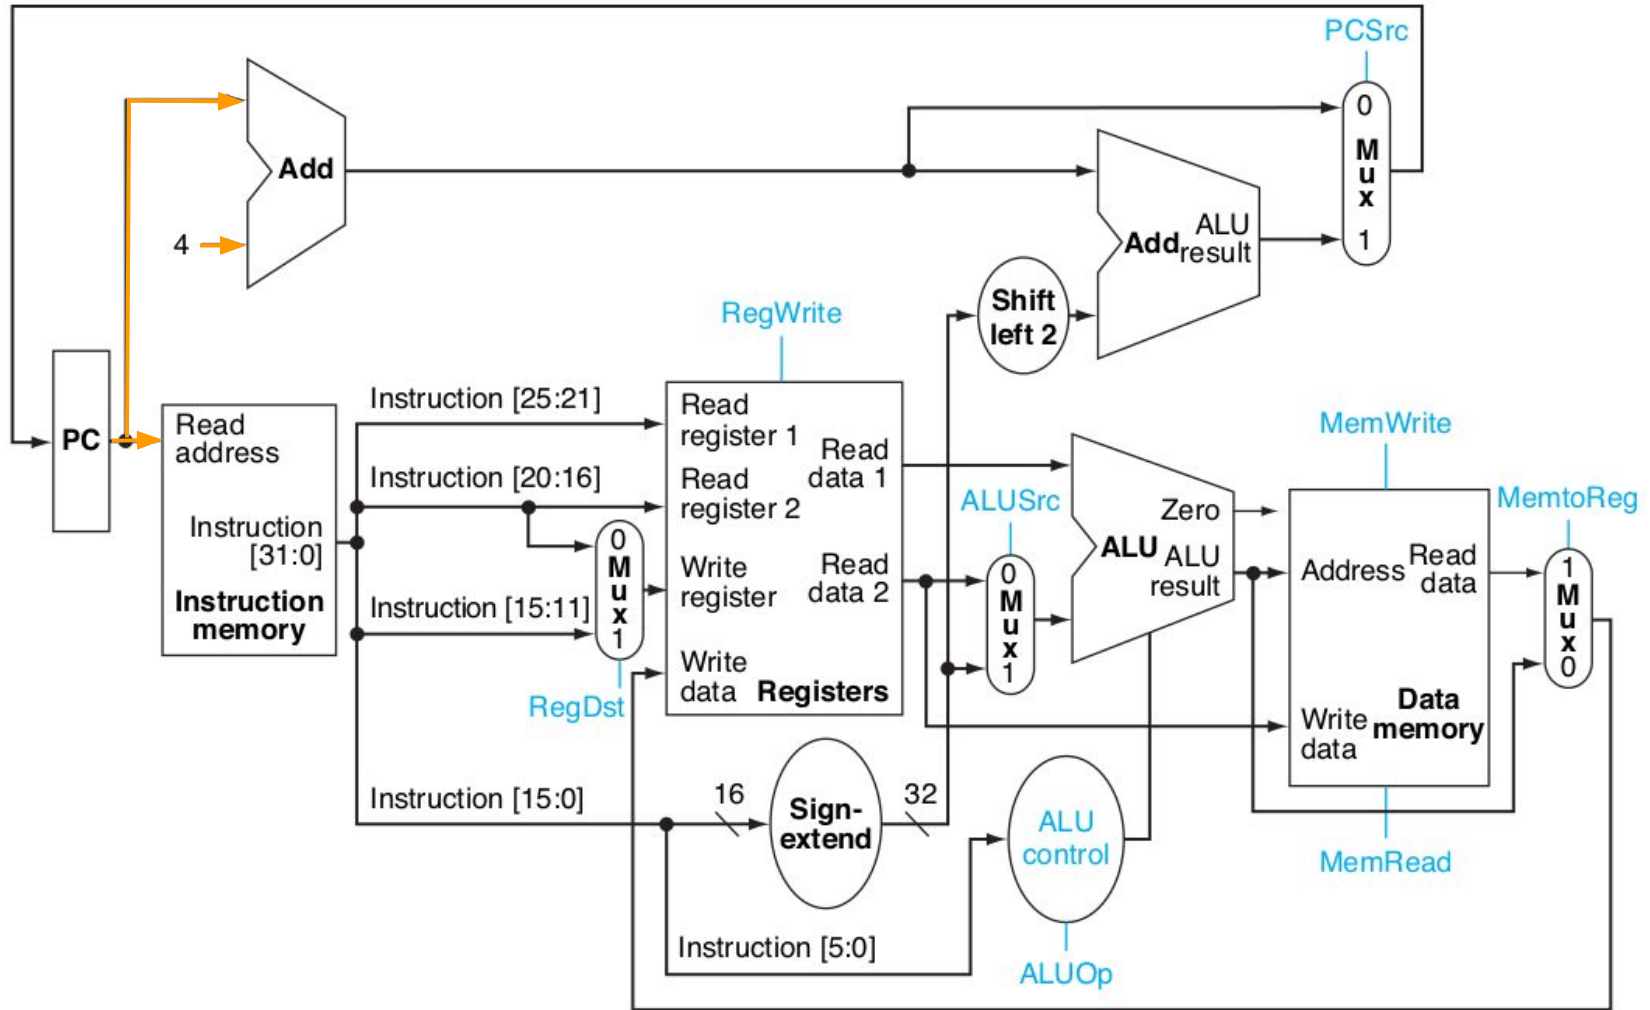 PCSrc
0
M
u
x
1
Add
4
Add
ALU
result
Shift
left 2
RegWrite
PC
Read
address
Instruction
[31:0]
Instruction
memory
Instruction [25:21]
Instruction [20:16]
Instruction [15:11]
0
M
u
x
1
RegDst
Read
register 1
Read
register 2
Write
register
Write
data
Read
data 1
Read
data 2
Registers
ALUSrc
0
M
u
x
1
Zero
ALU
ALU
result
MemWrite
Address
Read
data
Write
data
Data
memory
MemRead
MemtoReg
1
M
u
x
0
Instruction [15:0]
16
Sign-
extend
32
ALU
control
Instruction [5:0]
ALUOp